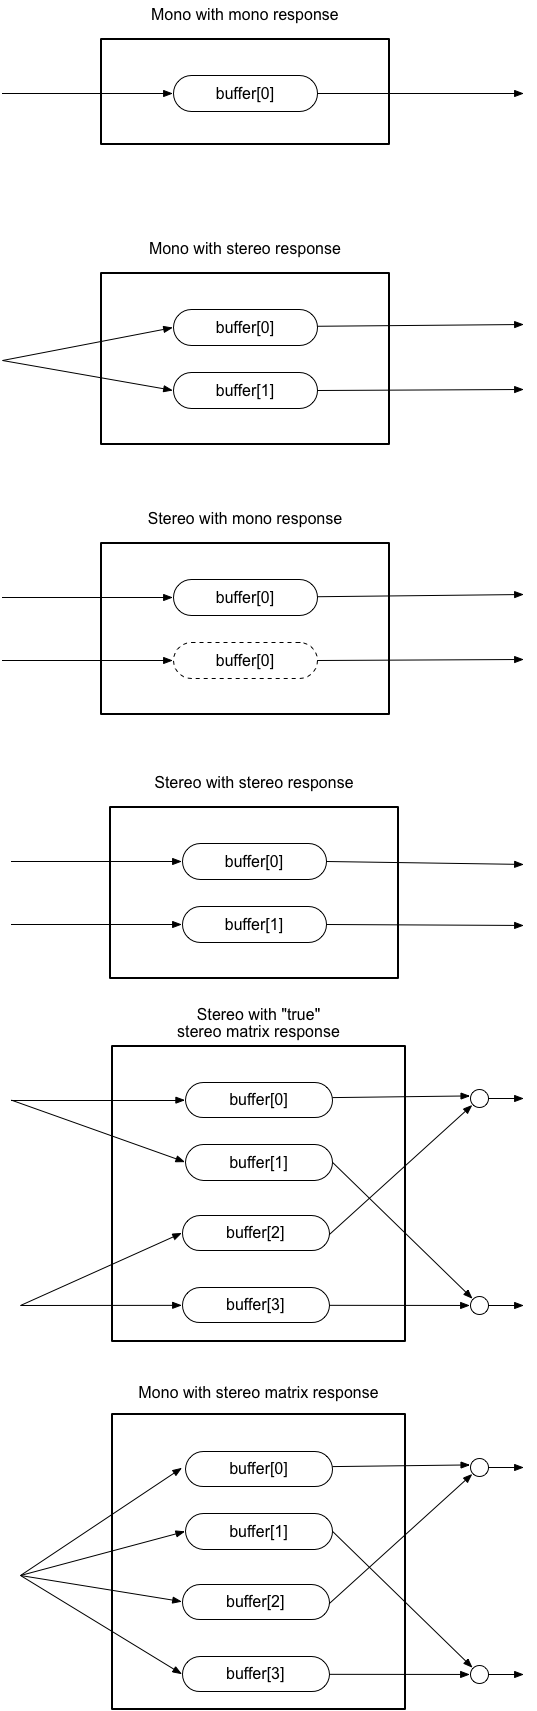 Mono with mono response
buffer[0]
Mono with stereo response
buffer[0]
buffer[1]
Stereo with mono response
buffer[0]
buffer[0]
Stereo with stereo response
buffer[0]
buffer[1]
Stereo with "true"
stereo matrix response
buffer[0]
buffer[1]
buffer[2]
buffer[3]
Mono with stereo matrix response
buffer[0]
buffer[1]
buffer[2]
buffer[3]